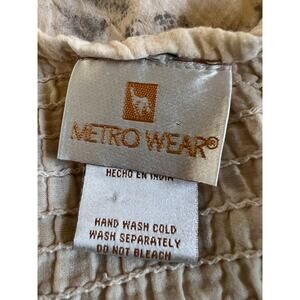 METRO WEAR®
HECHO EN INDIA
HAND WASH COLD
WASH SEPARATELY
DO NOT BLEACH